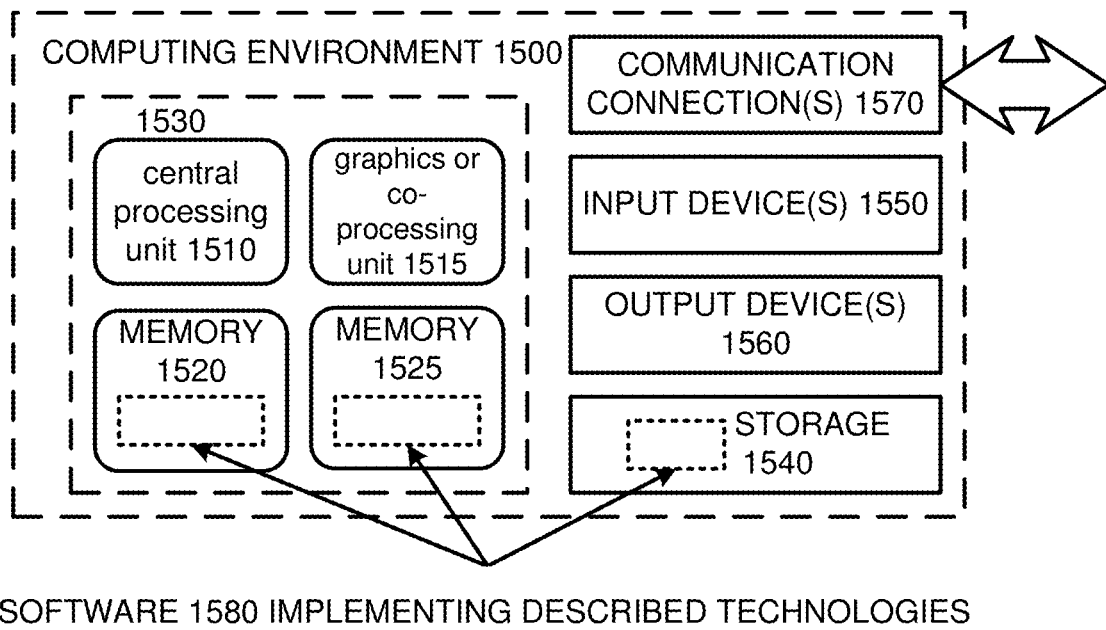 COMPUTING ENVIRONMENT 1500
1530
central
processing
unit 1510
graphics or
co-
processing
unit 1515
MEMORY
1520
MEMORY
1525
COMMUNICATION
CONNECTION(S) 1570
INPUT DEVICE(S) 1550
OUTPUT DEVICE(S)
1560
STORAGE
1540
SOFTWARE 1580 IMPLEMENTING DESCRIBED TECHNOLOGIES